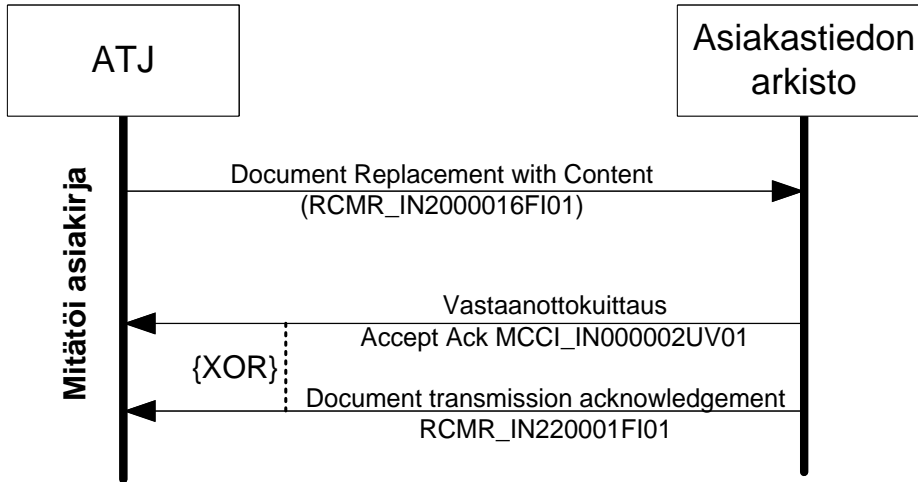 ATJ
Asiakastiedon
arkisto
Mitätöi asiakirja
Document Replacement with Content
(RCMR_IN2000016FI01)
Vastaanottokuittaus
Accept Ack MCCI_IN000002UV01
{XOR}
Document transmission acknowledgement
RCMR_IN220001FI01